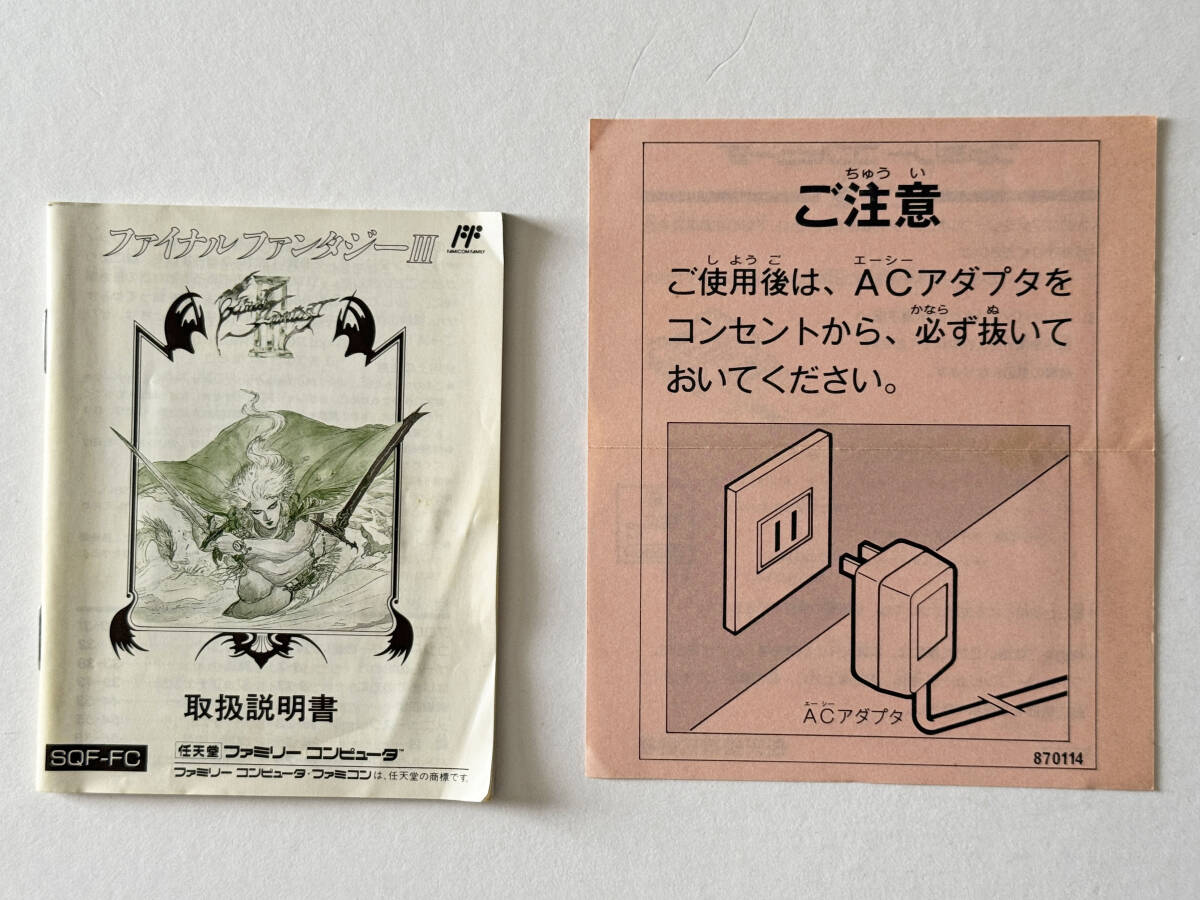 ファイナルファンタジーIII
FAMICOM FAMILY
FINAL FANTASY
III
取扱説明書
SQF-FC
任天堂 ファミリー コンピュータ™
ファミリー コンピュータ・ファミコンは、任天堂の商標です。
ちゅう い
ご注意
し よう ご エーシー
ご使用後は、ACアダプタを
かなら ぬ
コンセントから、必ず抜いて
おいてください。
エー シー
ACアダプタ
870114